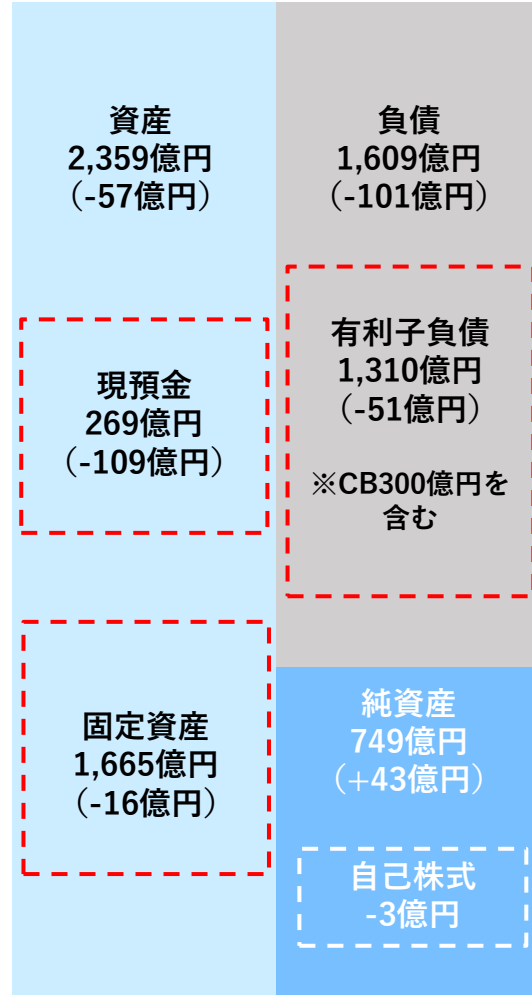 資産
2,359億円
（-57億円）
現預金
269億円
（-109億円）
固定資産
1,665億円
（-16億円）
負債
1,609億円
（-101億円）
有利子負債
1,310億円
（-51億円）
※CB300億円を
含む
純資産
749億円
（+43億円）
自己株式
-3億円